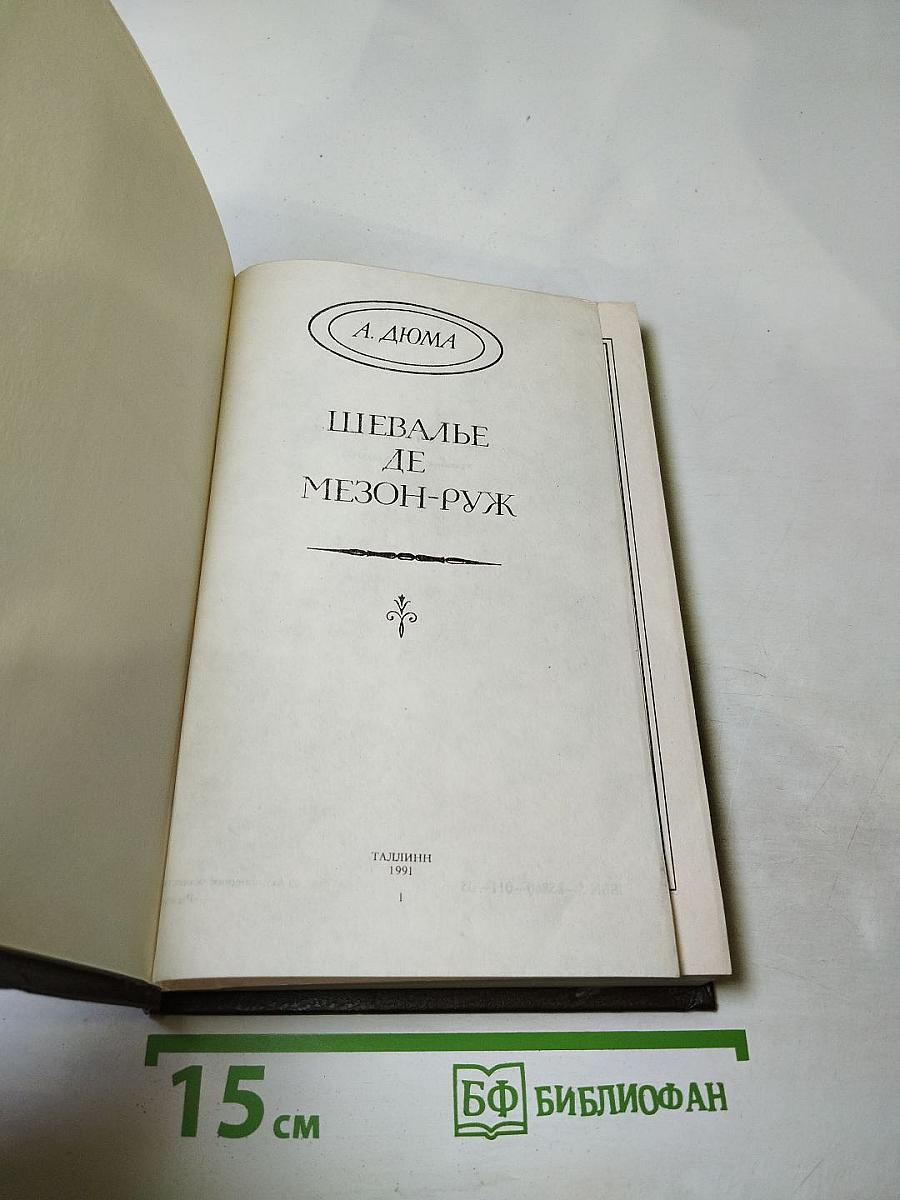 А. ДЮМА
ШЕВАЛЬЕ
ДЕ
МЕЗОН-РУЖ
ТАЛЛИНН
1991
1
15 см
БФ БИБЛИОФАН